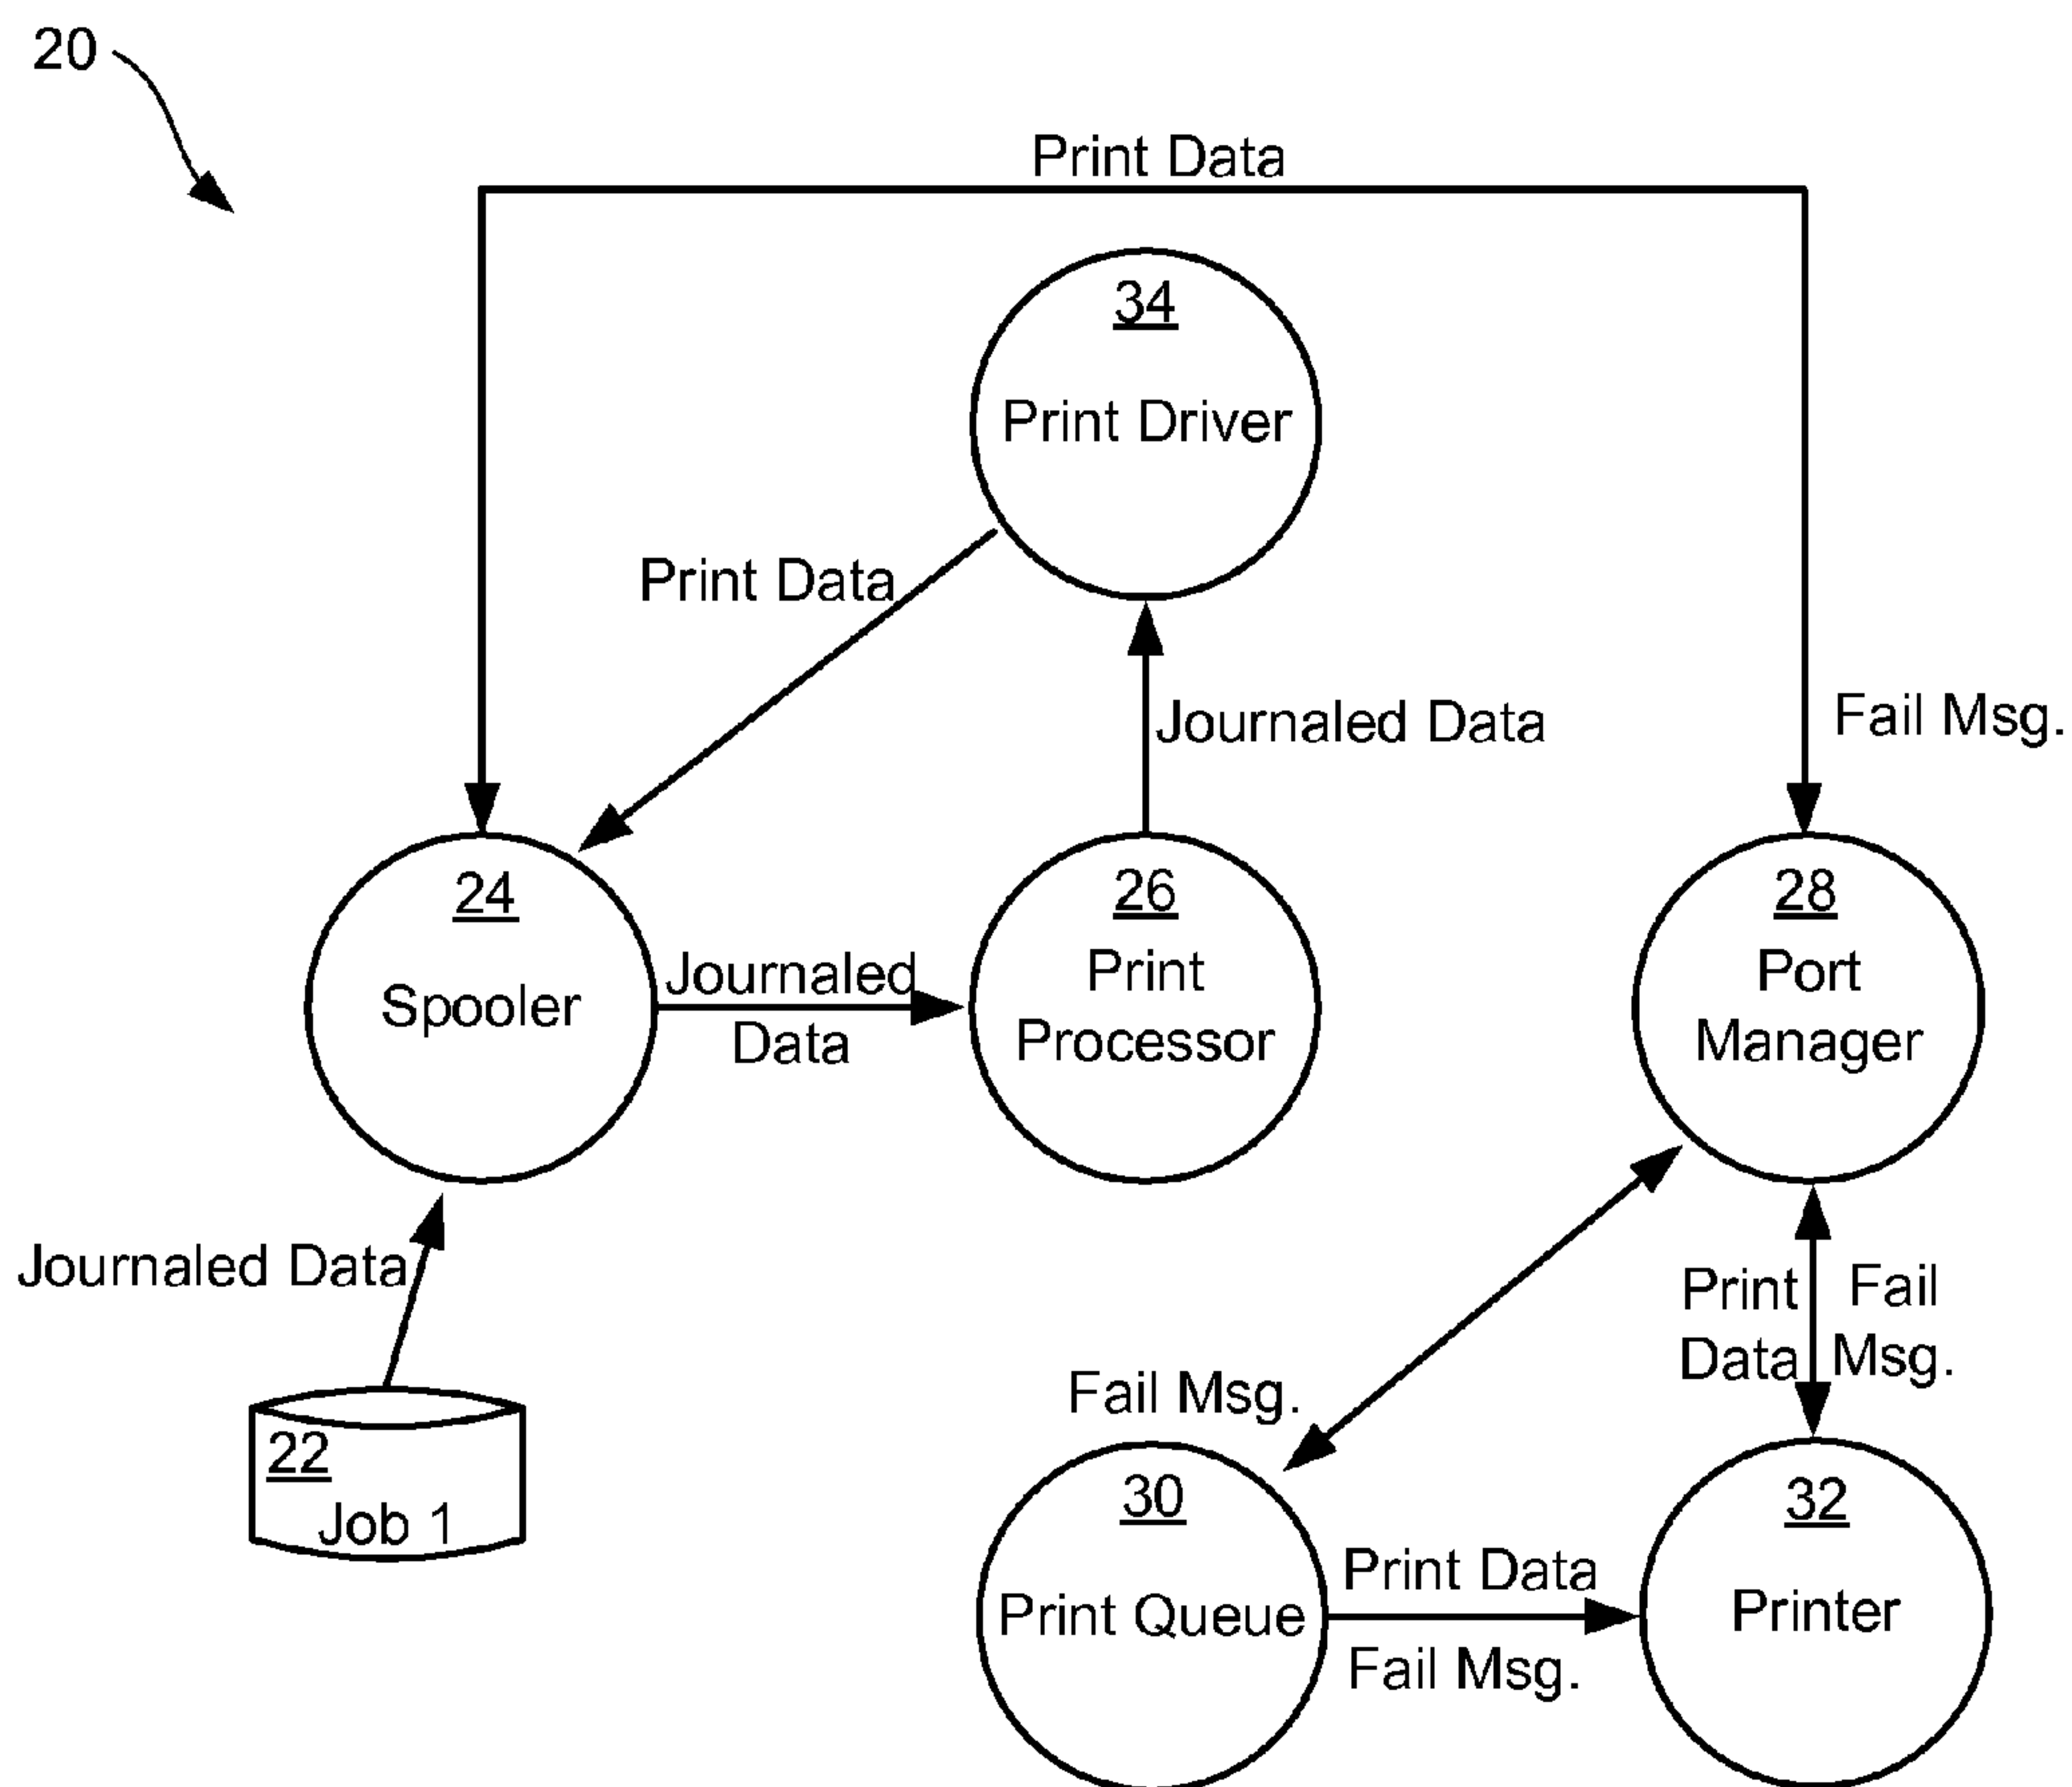 20
Print Data
34
Print Driver
Print Data
Journaled Data
Fail Msg.
24
Spooler
Journaled
Data
26
Print
Processor
28
Port
Manager
Journaled Data
22
Job 1
Fail Msg.
Print
Data
Fail
Msg.
30
Print Queue
Print Data
Fail Msg.
32
Printer